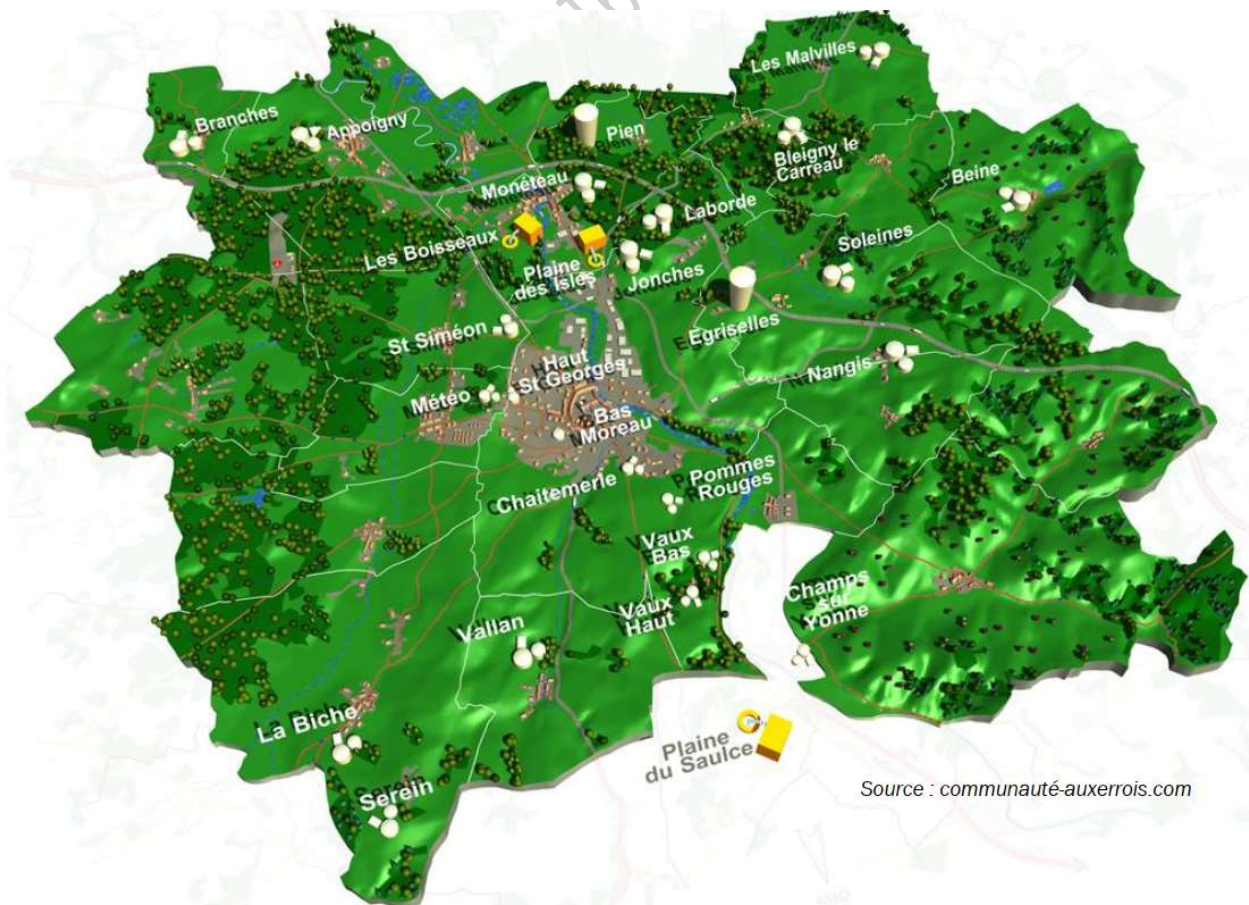 Les Malvilles
Branches
Appoigny
Pien
Bleigny le
Carreau
Monéteau
Beine
Laborde
Les Boisseaux
Soleines
Plaine
des Isles
Jonches
St Siméon
Egriselles
Haut
St Georges
Nangis
Météo
Bas
Moreau
Chaitemerle
Pommes
Rouges
Vaux
Bas
Champs
sur
Yonne
Vaux
Haut
Vallan
La Biche
Plaine
du Saulce
Serein
Source : communauté-auxerrois.com